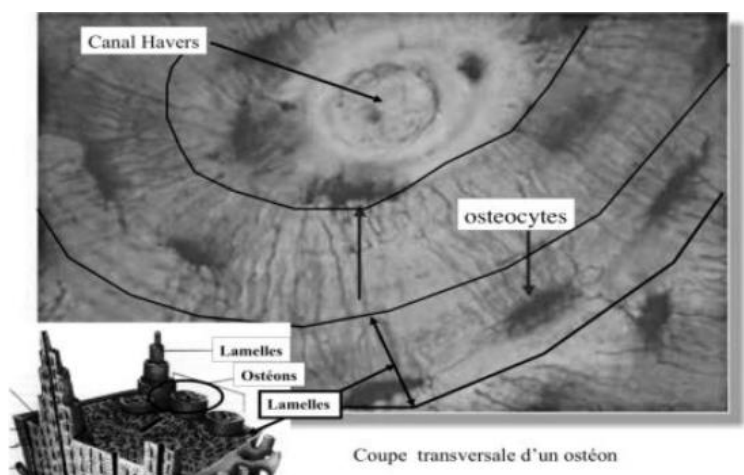 Canal Havers
osteocytes
Lamelles
Ostéons
Lamelles
Coupe transversale d'un ostéon